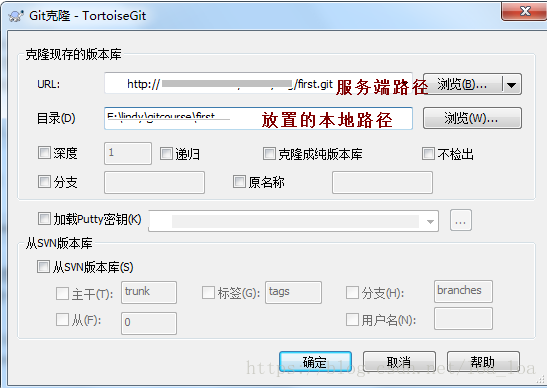 Git克隆 - TortoiseGit
克隆现存的版本库
URL: http:// /first.git 服务端路径 浏览(B)...
目录(D) E:\lindy\gitcourse\first 放置的本地路径 浏览(W)...
深度 1 递归 克隆成纯版本库 不检出
分支 原名称
加载Putty密钥(K) ...
从SVN版本库
从SVN版本库(S)
主干(T): trunk 标签(G): tags 分支(H): branches
从(F): 0 用户名(N):
确定 取消 帮助